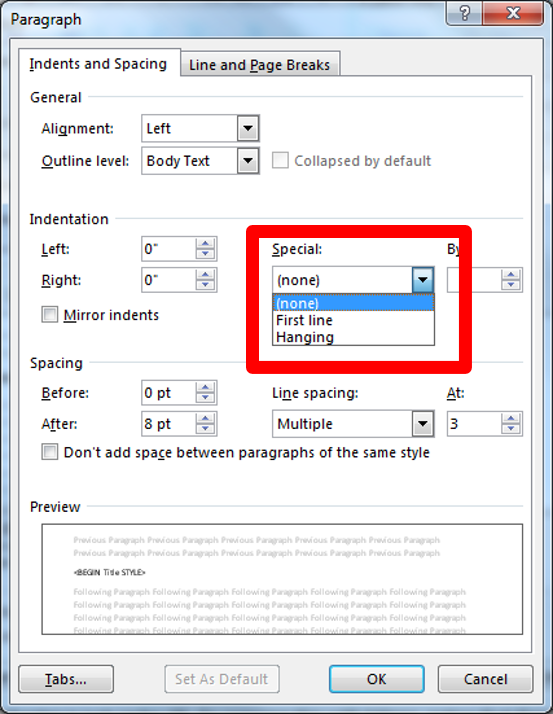 Paragraph
?
Indents and Spacing
Line and Page Breaks
General
Alignment:
Left
Outline level:
Body Text
Collapsed by default
Indentation
Left:
0"
Special:
By
Right:
0"
(none)
(none)
First line
Hanging
Mirror indents
Spacing
Before:
0 pt
Line spacing:
At:
After:
8 pt
Multiple
3
Don't add space between paragraphs of the same style
Preview
Previous Paragraph Previous Paragraph Previous Paragraph Previous Paragraph Previous Paragraph
Previous Paragraph Previous Paragraph Previous Paragraph Previous Paragraph Previous Paragraph
<BEGIN Title STYLE>
Following Paragraph Following Paragraph Following Paragraph Following Paragraph Following Paragraph
Following Paragraph Following Paragraph Following Paragraph Following Paragraph Following Paragraph
Following Paragraph Following Paragraph Following Paragraph Following Paragraph Following Paragraph
Following Paragraph Following Paragraph Following Paragraph Following Paragraph Following Paragraph
Tabs...
Set As Default
OK
Cancel